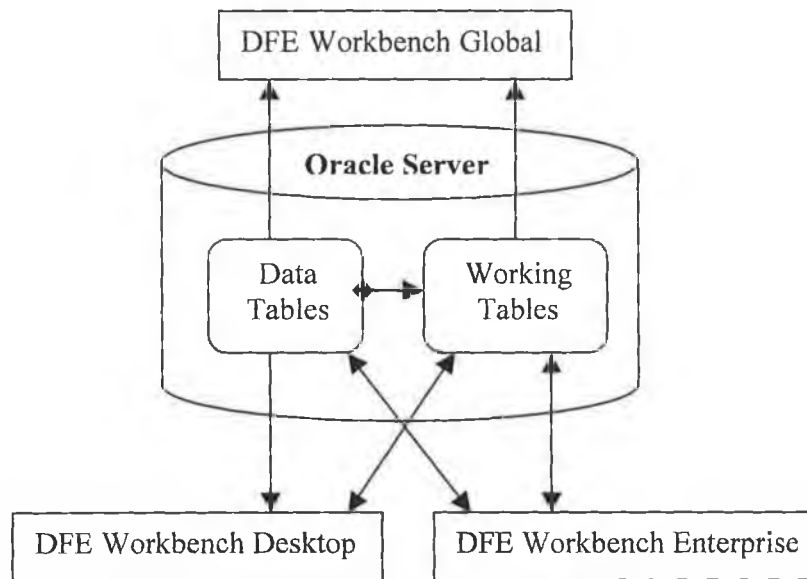 DFE Workbench Global
Oracle Server
Data
Tables
Working
Tables
DFE Workbench Desktop
DFE Workbench Enterprise